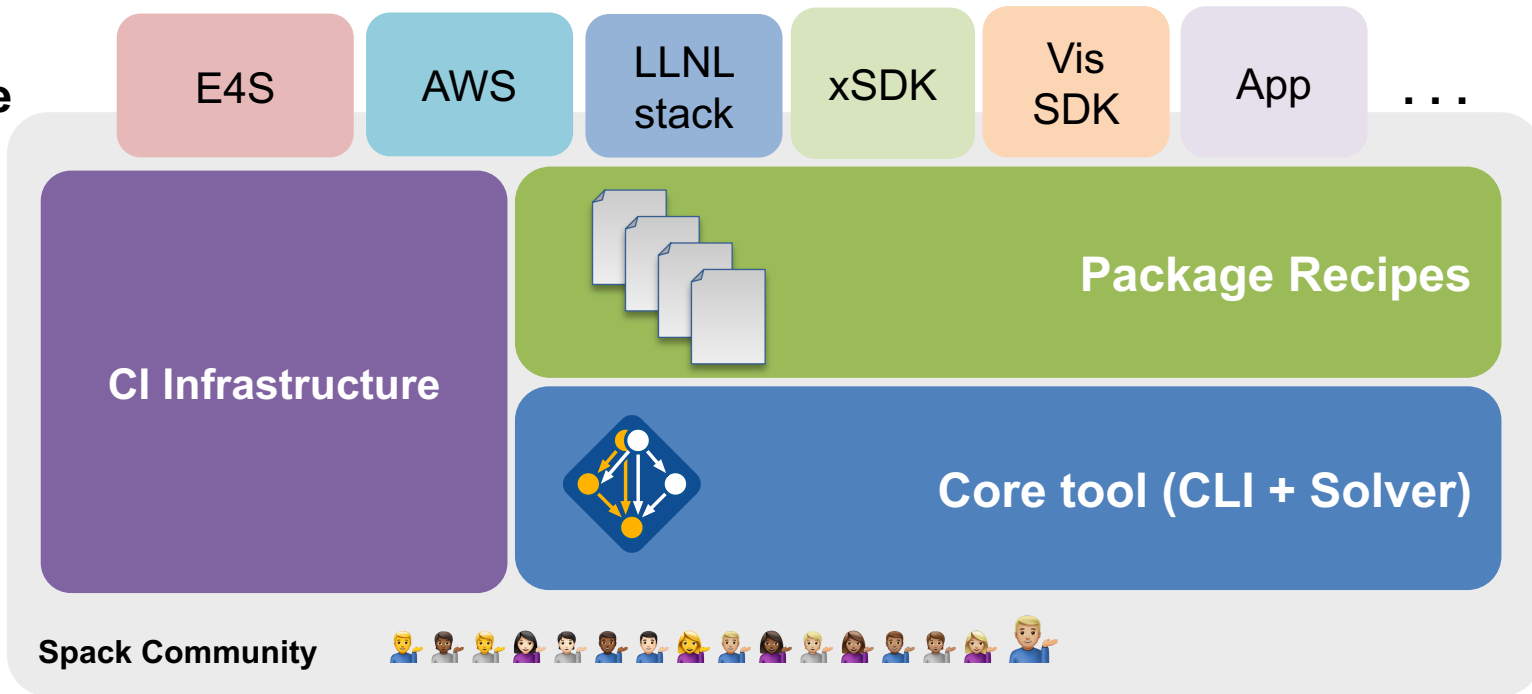 E4S
AWS
LLNL
stack
xSDK
Vis
SDK
App
...
Package Recipes
CI Infrastructure
Core tool (CLI + Solver)
Spack Community